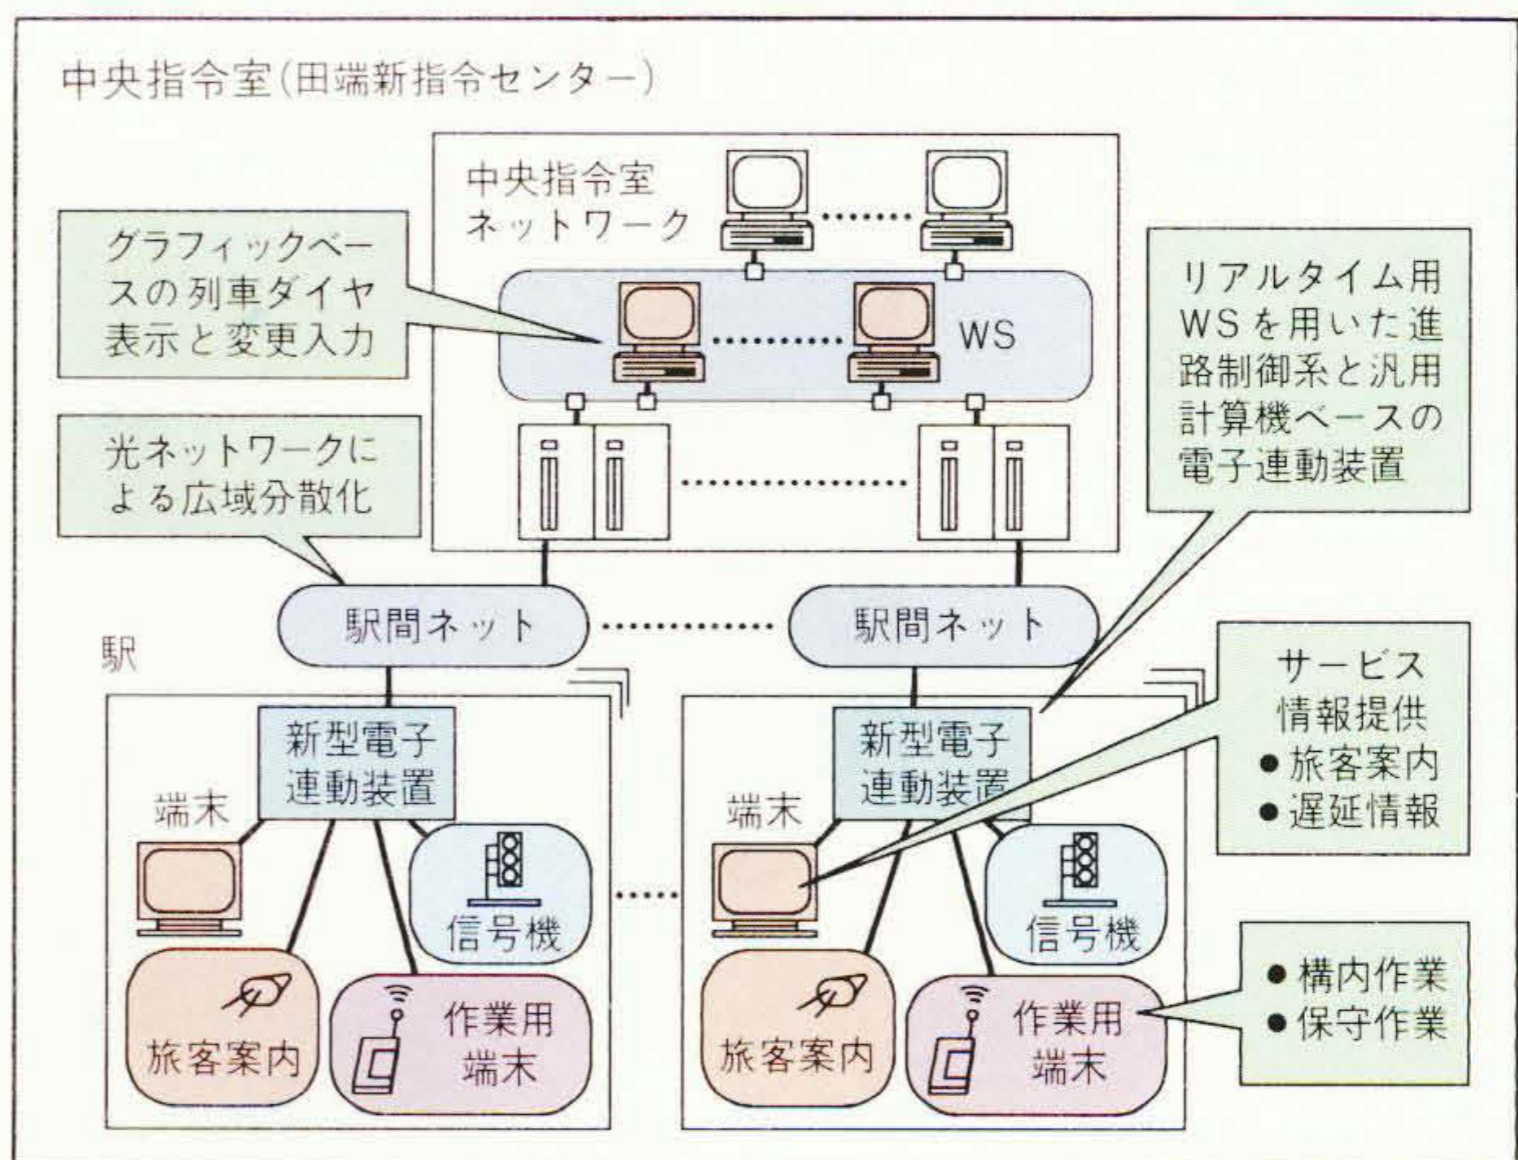 中央指令室(田端新指令センター)
中央指令室
ネットワーク
グラフィックベー
スの列車ダイヤ
表示と変更入力
WS
リアルタイム用
WSを用いた進
路制御系と汎用
計算機ベースの
電子連動装置
光ネットワークに
よる広域分散化
駅間ネット
駅間ネット
駅
新型電子
連動装置
端末
信号機
旅客案内
作業用
端末
新型電子
連動装置
端末
信号機
旅客案内
作業用
端末
サービス
情報提供
●旅客案内
●遅延情報
●構内作業
●保守作業